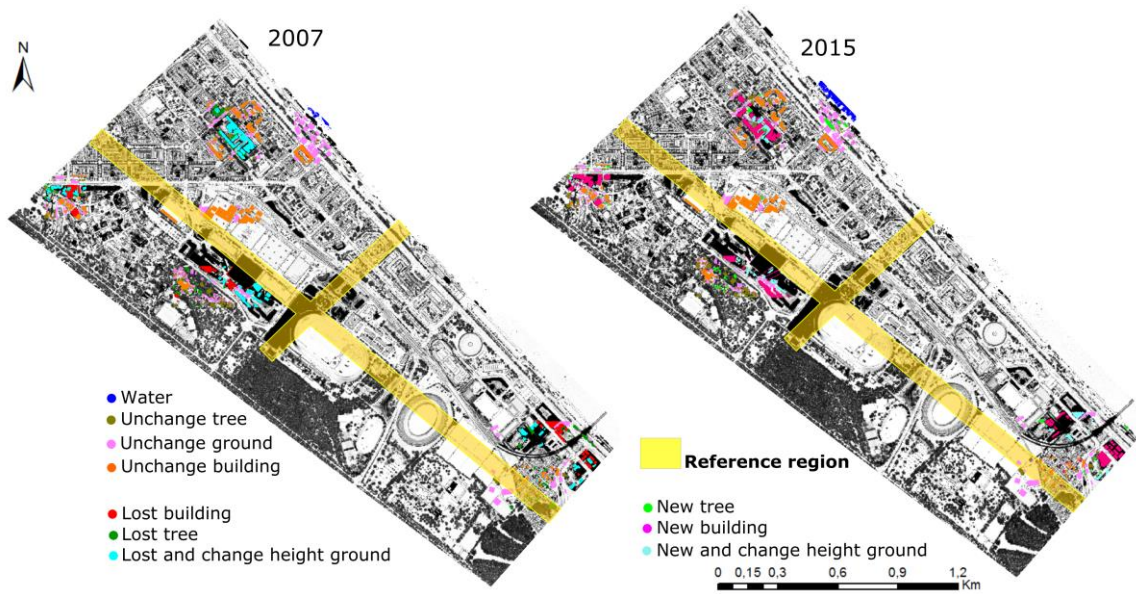 N
2007
2015
Water
Unchange tree
Unchange ground
Unchange building
Lost building
Lost tree
Lost and change height ground
Reference region
New tree
New building
New and change height ground
0 0,15 0,3 0,6 0,9 1,2
Km